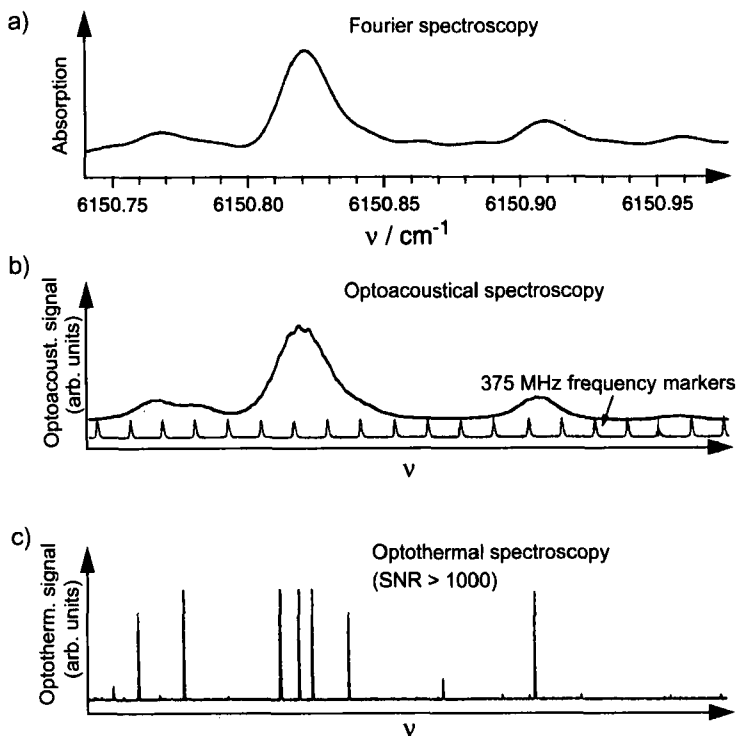 a)
Fourier spectroscopy
Absorption
6150.75 6150.80 6150.85 6150.90 6150.95
ν / cm⁻¹
b)
Optoacoustical spectroscopy
Optoacoust. signal
(arb. units)
375 MHz frequency markers
ν
c)
Optothermal spectroscopy
(SNR > 1000)
Optotherm. signal
(arb. units)
ν